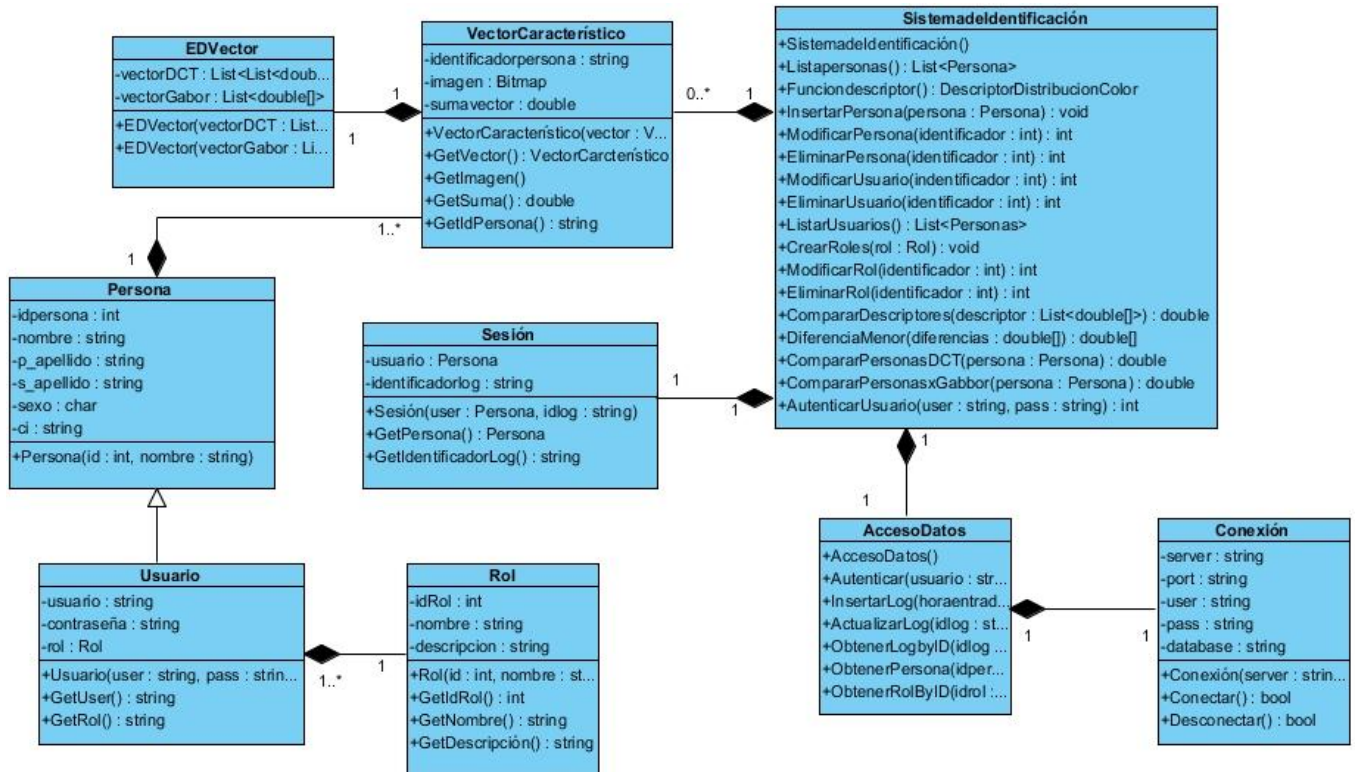 EDVector
-vectorDCT : List<List<doub...
-vectorGabor : List<double[]>
+EDVector(vectorDCT : List...
+EDVector(vectorGabor : Li...
1
1
VectorCaracterístico
-identificadorpersona : string
-imagen : Bitmap
-sumavector : double
+VectorCaracterístico(vector : V...
+GetVector() : VectorCarcterístico
+GetImagen()
+GetSuma() : double
+GetIdPersona() : string
0..*
1
SistemadeIdentificación
+SistemadeIdentificación()
+Listapersonas() : List<Persona>
+Funciondescriptor() : DescriptorDistribucionColor
+InsertarPersona(persona : Persona) : void
+ModificarPersona(identificador : int) : int
+EliminarPersona(identificador : int) : int
+ModificarUsuario(indentificador : int) : int
+EliminarUsuario(identificador : int) : int
+ListarUsuarios() : List<Personas>
+CrearRoles(rol : Rol) : void
+ModificarRol(identificador : int) : int
+EliminarRol(identificador : int) : int
+CompararDescriptores(descriptor : List<double[]>) : double
+DiferenciaMenor(diferencias : double[]) : double[]
+CompararPersonasDCT(persona : Persona) : double
+CompararPersonasxGabbor(persona : Persona) : double
+AutenticarUsuario(user : string, pass : string) : int
1..*
1
Persona
-idpersona : int
-nombre : string
-p_apellido : string
-s_apellido : string
-sexo : char
-ci : string
+Persona(id : int, nombre : string)
Sesión
-usuario : Persona
-identificadorlog : string
+Sesión(user : Persona, idlog : string)
+GetPersona() : Persona
+GetIdentificadorLog() : string
1
1
1
1
Usuario
-usuario : string
-contraseña : string
-rol : Rol
+Usuario(user : string, pass : strin...
+GetUser() : string
+GetRol() : string
1..*
1
Rol
-idRol : int
-nombre : string
-descripcion : string
+Rol(id : int, nombre : st...
+GetIdRol() : int
+GetNombre() : string
+GetDescripción() : string
AccesoDatos
+AccesoDatos()
+Autenticar(usuario : str...
+InsertarLog(horaentrad...
+ActualizarLog(idlog : st...
+ObtenerLogbyID(idlog ...
+ObtenerPersona(idper...
+ObtenerRolByID(idrol :...
1
1
Conexión
-server : string
-port : string
-user : string
-pass : string
-database : string
+Conexión(server : strin...
+Conectar() : bool
+Desconectar() : bool